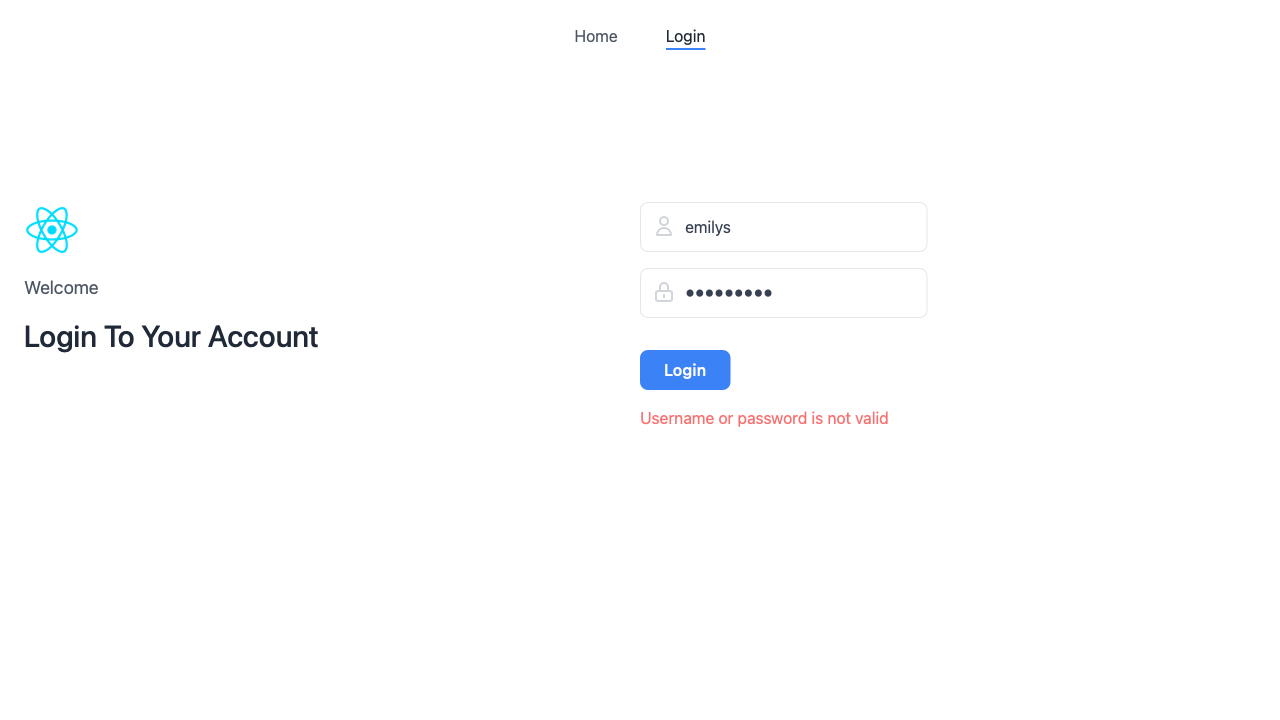 Home
Login
Welcome
Login To Your Account
emilys
●●●●●●●●●
Login
Username or password is not valid